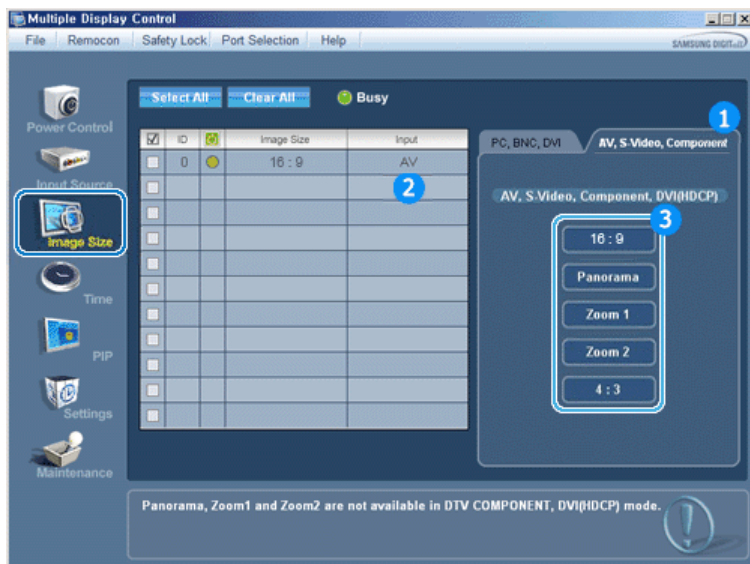 Multiple Display Control
File Remocon Safety Lock Port Selection Help
SAMSUNG DIGITall
Select All Clear All Busy
1
Power Control
ID Image Size Input
PC, BNC, DVI AV, S-Video, Component
0 16 : 9 AV
Input Source
2
AV, S-Video, Component, DVI(HDCP)
3
Image Size
16 : 9
Panorama
Time
Zoom 1
PIP
Zoom 2
4 : 3
Settings
Maintenance
Panorama, Zoom1 and Zoom2 are not available in DTV COMPONENT, DVI(HDCP) mode.